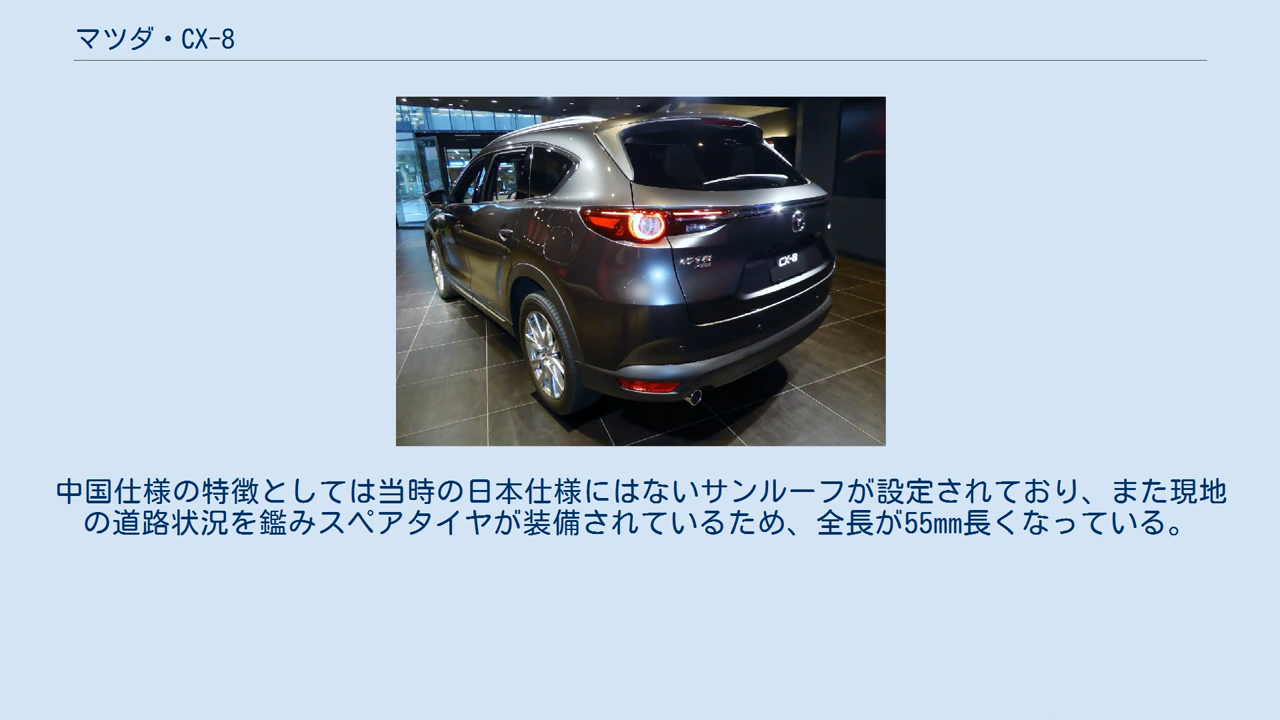 マツダ・CX-8
CX-8
中国仕様の特徴としては当時の日本仕様にはないサンルーフが設定されており、また現地
の道路状況を鑑みスペアタイヤが装備されているため、全長が55mm長くなっている。